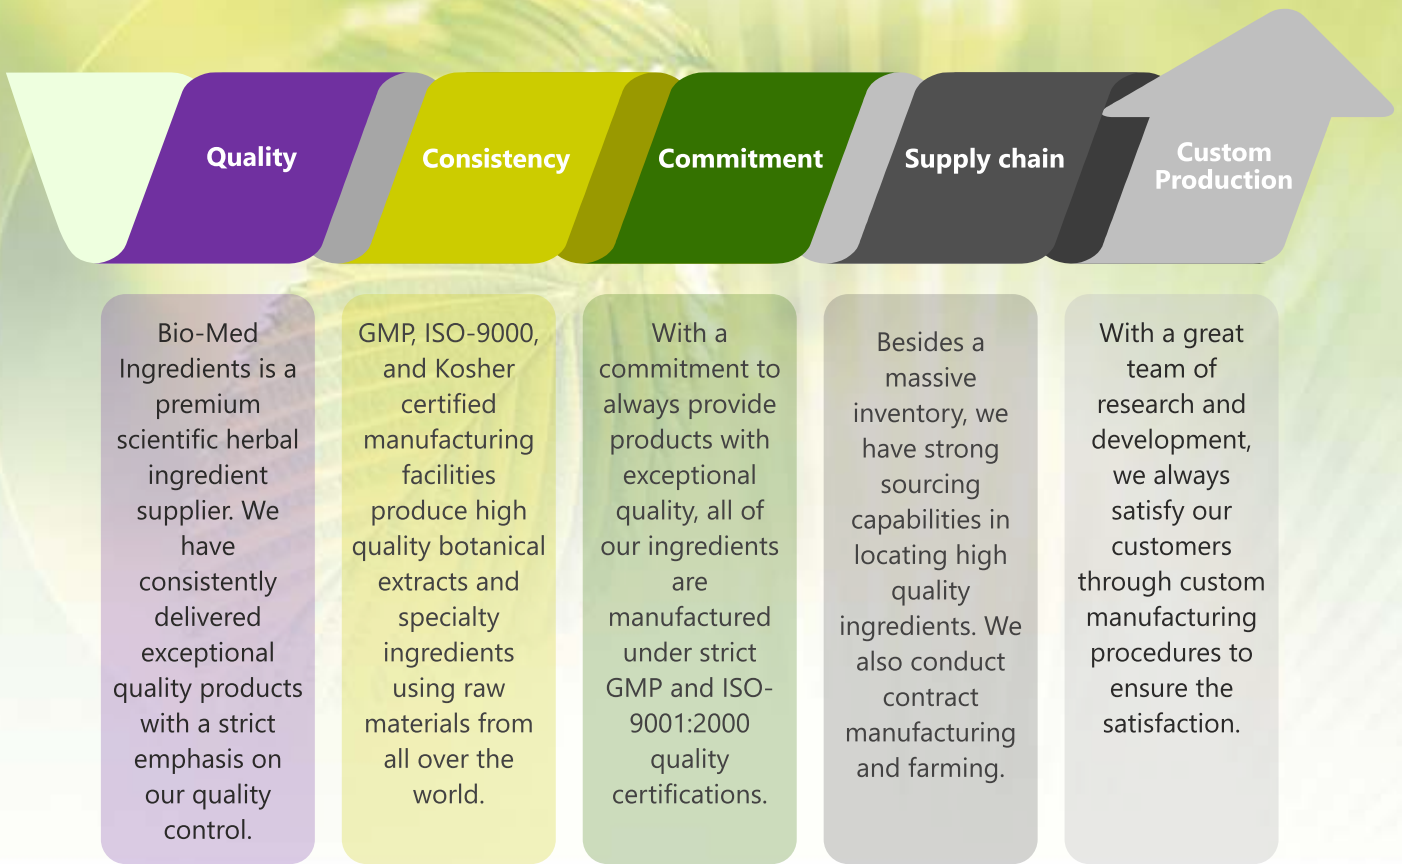 Quality
Consistency
Commitment
Supply chain
Custom
Production
Bio-Med
Ingredients is a
premium
scientific herbal
ingredient
supplier. We
have
consistently
delivered
exceptional
quality products
with a strict
emphasis on
our quality
control.
GMP, ISO-9000,
and Kosher
certified
manufacturing
facilities
produce high
quality botanical
extracts and
specialty
ingredients
using raw
materials from
all over the
world.
With a
commitment to
always provide
products with
exceptional
quality, all of
our ingredients
are
manufactured
under strict
GMP and ISO-
9001:2000
quality
certifications.
Besides a
massive
inventory, we
have strong
sourcing
capabilities in
locating high
quality
ingredients. We
also conduct
contract
manufacturing
and farming.
With a great
team of
research and
development,
we always
satisfy our
customers
through custom
manufacturing
procedures to
ensure the
satisfaction.